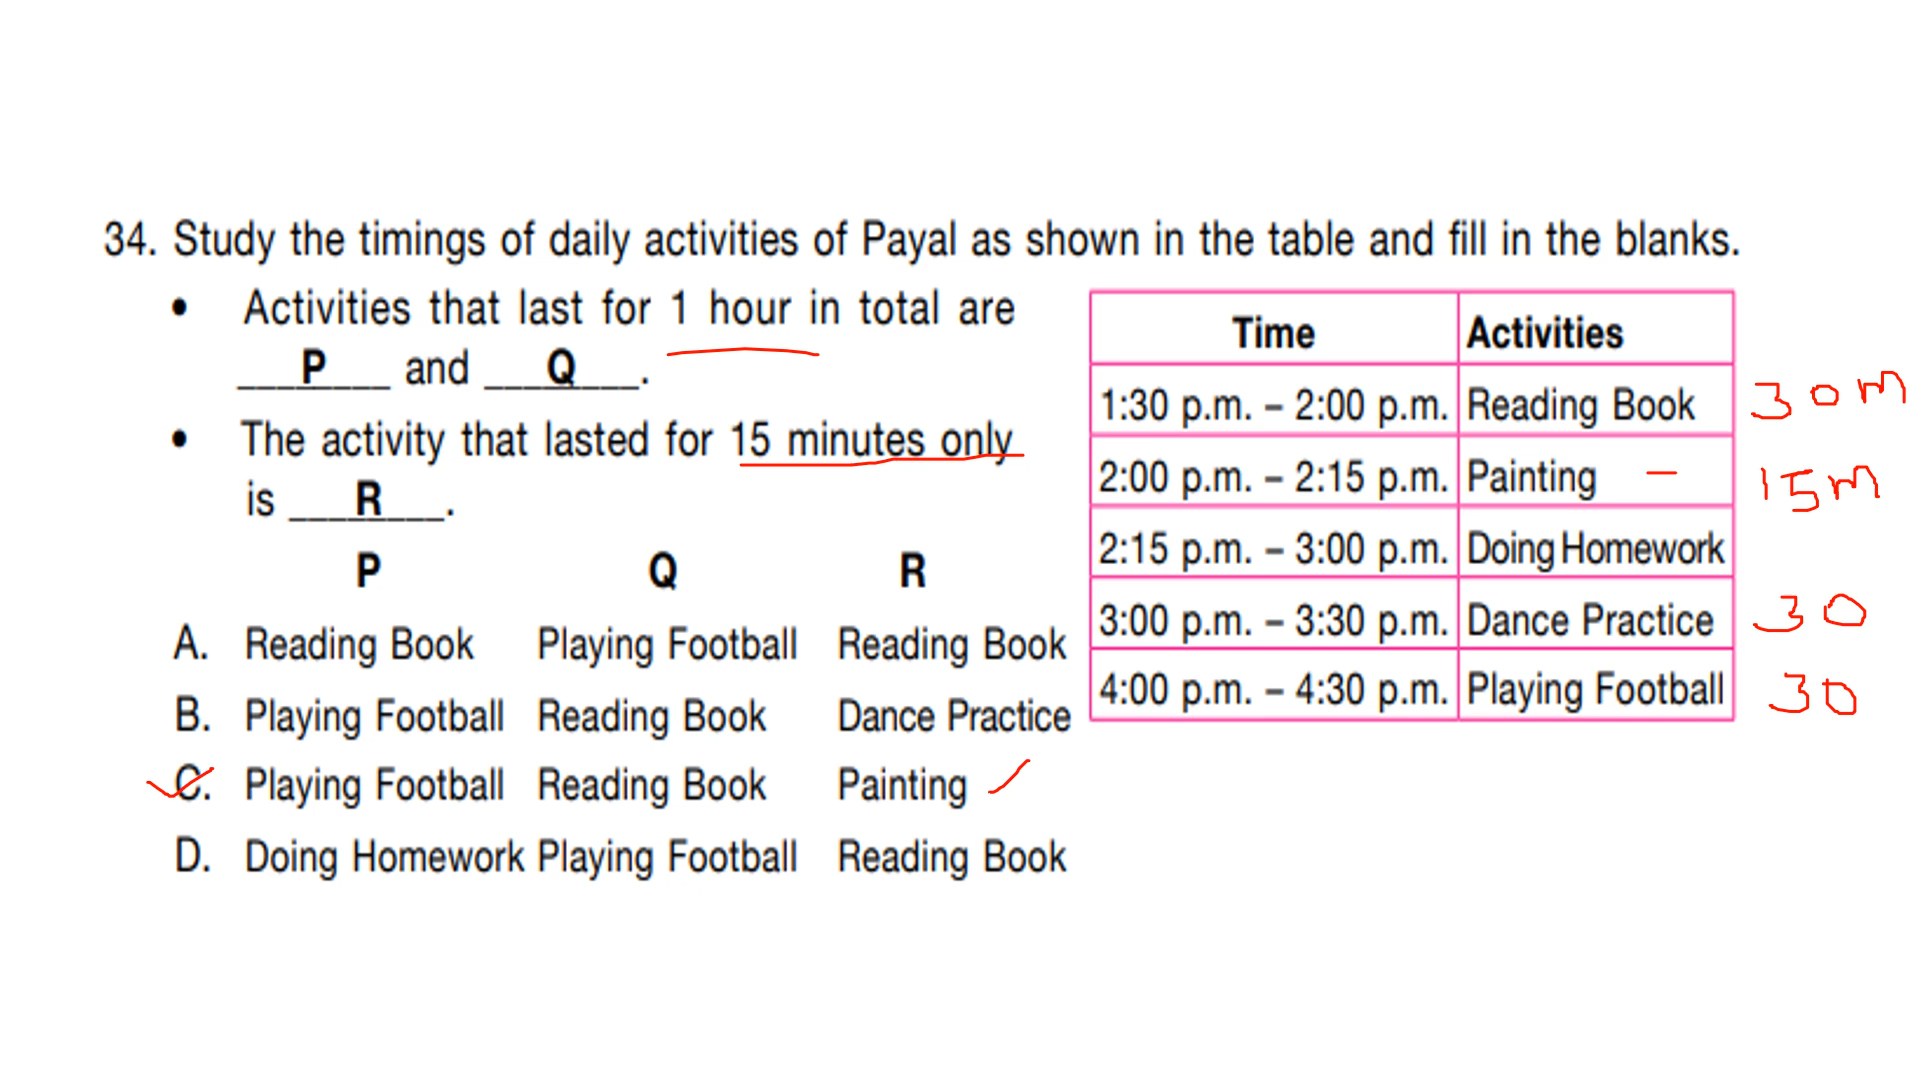 34. Study the timings of daily activities of Payal as shown in the table and fill in the blanks.
• Activities that last for 1 hour in total are
___P___ and ___Q___.
• The activity that lasted for 15 minutes only
is ___R___.
P Q R
A. Reading Book Playing Football Reading Book
B. Playing Football Reading Book Dance Practice
C. Playing Football Reading Book Painting
D. Doing Homework Playing Football Reading Book
Time Activities
1:30 p.m. – 2:00 p.m. Reading Book 30 m
2:00 p.m. – 2:15 p.m. Painting – 15 m
2:15 p.m. – 3:00 p.m. Doing Homework
3:00 p.m. – 3:30 p.m. Dance Practice 30
4:00 p.m. – 4:30 p.m. Playing Football 30